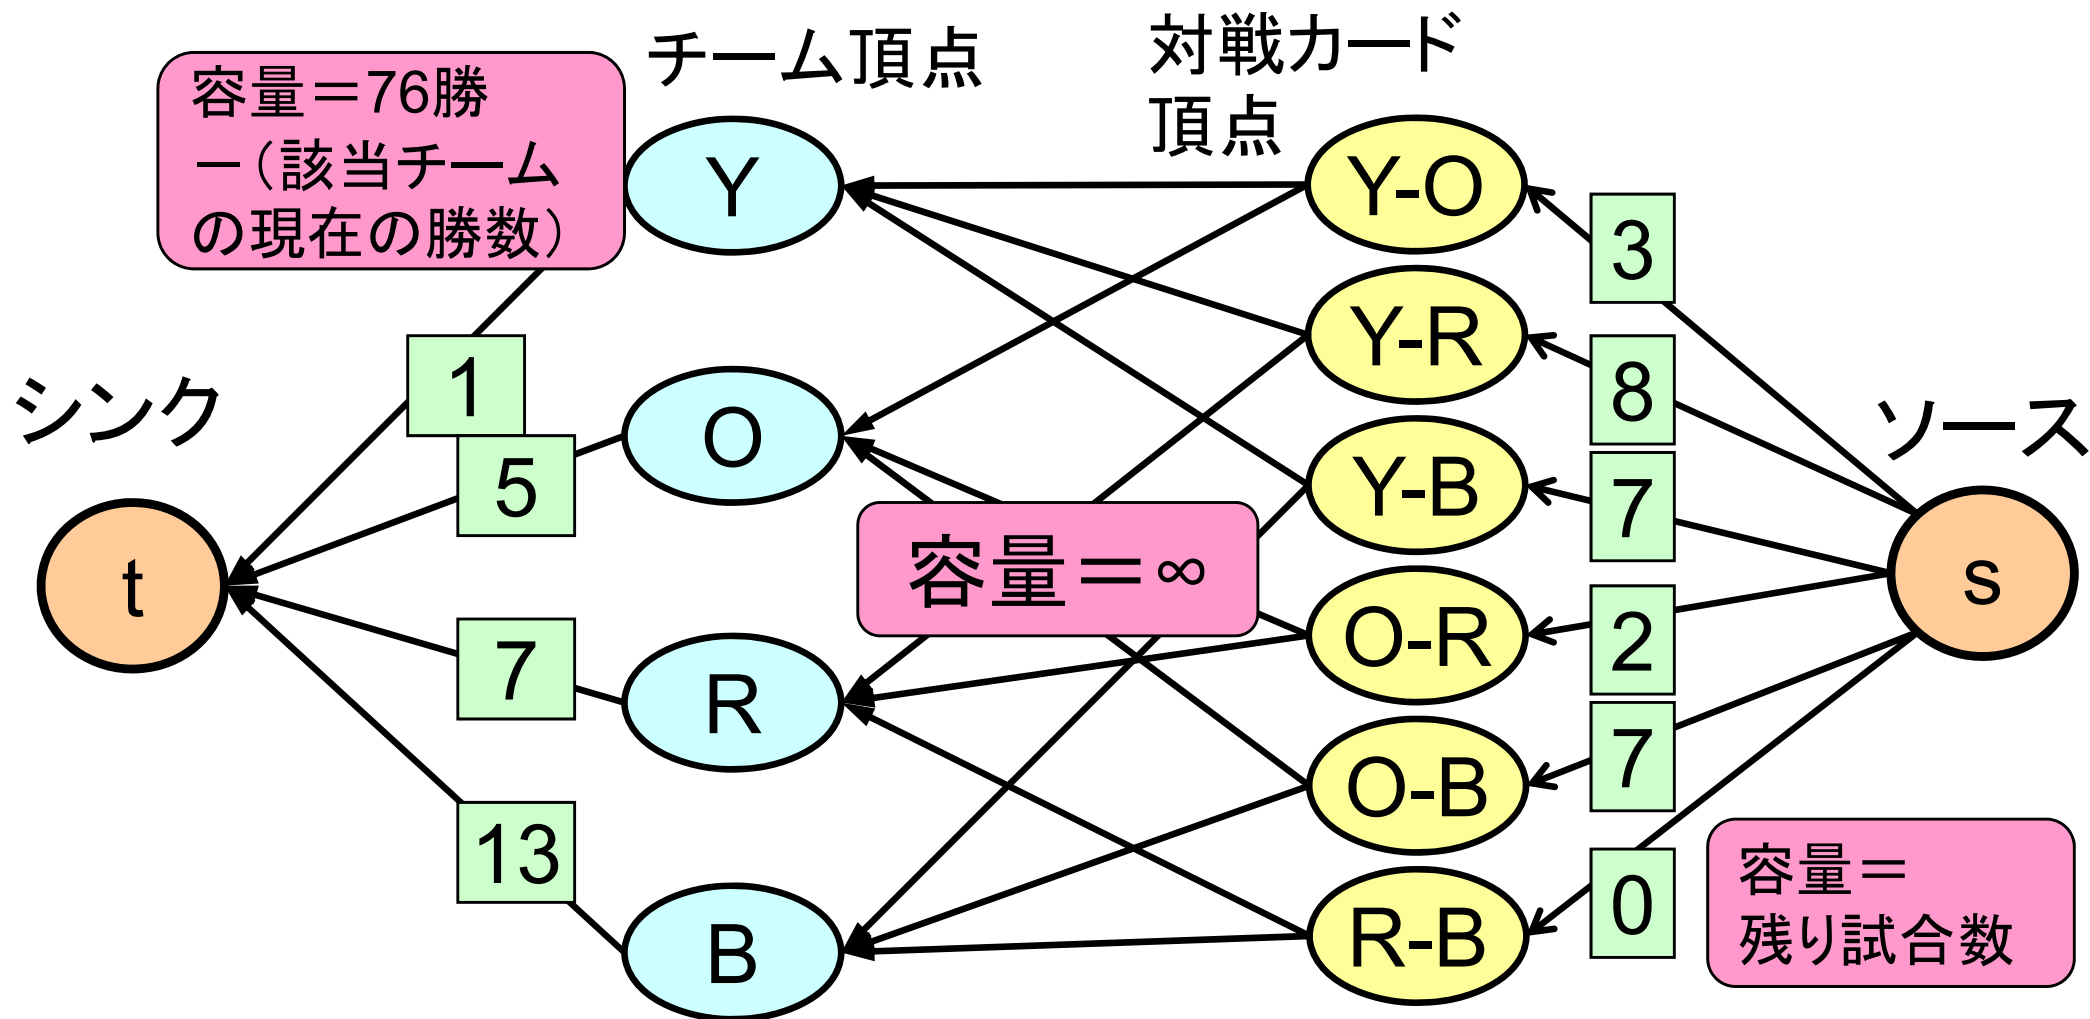 チーム頂点
対戦カード
頂点
容量＝76勝
－（該当チーム
の現在の勝数）
Y
Y-O
3
Y-R
8
1
シンク
O
5
Y-B
7
ソース
t
容量＝∞
s
O-R
2
7
R
O-B
7
13
B
R-B
0
容量＝
残り試合数